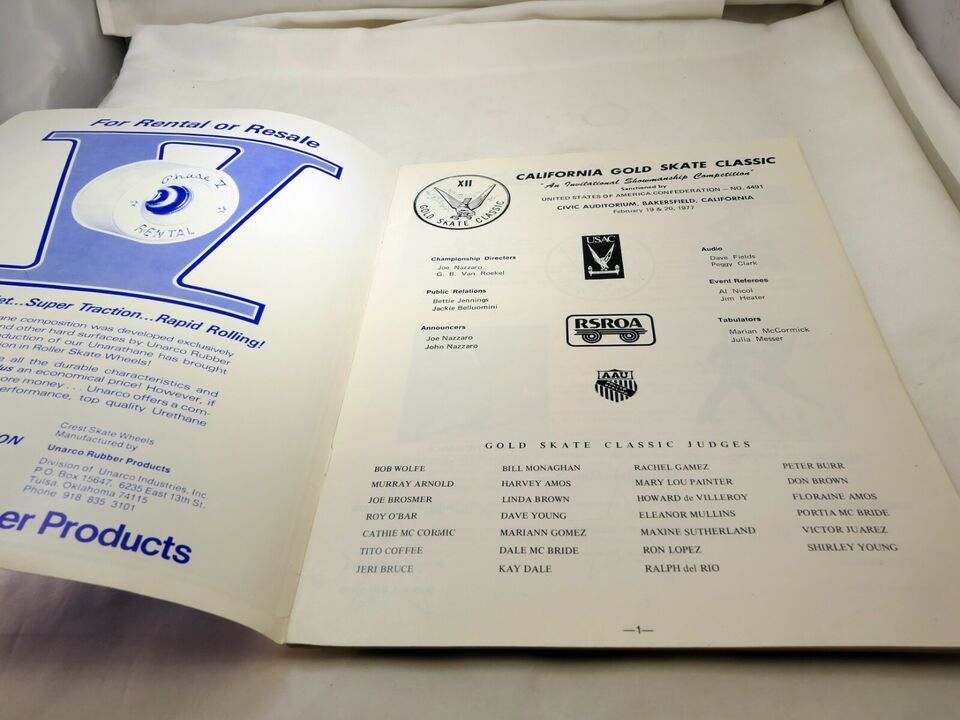 For Rental or Resale
Phase V
RENTAL
...Super Traction...Rapid Rolling!
composition was developed exclusively
other hard surfaces by Unarco Rubber
of our Unarathane has brought
in Roller Skate Wheels!
all the durable characteristics and
an economical price! However, if
more money... Unarco offers a com-
top quality Urethane
Crest Skate Wheels
Manufactured by
Unarco Rubber Products
Division of Unarco Industries, Inc.
P.O. Box 15647, 6235 East 13th St.
Tulsa, Oklahoma 74115
Phone 918 835 3101
Products
XII
GOLD SKATE CLASSIC
CALIFORNIA GOLD SKATE CLASSIC
"An Invitational Showmanship Competition"
Sanctioned by
UNITED STATES OF AMERICA CONFEDERATION – NO. 4491
CIVIC AUDITORIUM, BAKERSFIELD, CALIFORNIA
February 19 & 20, 1977
Championship Directors
Joe Nazzaro
G. B. Van Roekel
Public Relations
Bettie Jennings
Jackie Belluomini
Announcers
Joe Nazzaro
John Nazzaro
USAC
RSROA
AAU
Audio
Dave Fields
Peggy Clark
Event Referees
Al Nicol
Jim Heater
Tabulators
Marian McCormick
Julia Messer
GOLD SKATE CLASSIC JUDGES
BOB WOLFE BILL MONAGHAN RACHEL GAMEZ PETER BURR
MURRAY ARNOLD HARVEY AMOS MARY LOU PAINTER DON BROWN
JOE BROSMER LINDA BROWN HOWARD de VILLEROY FLORAINE AMOS
ROY O'BAR DAVE YOUNG ELEANOR MULLINS PORTIA MC BRIDE
CATHIE MC CORMIC MARIANN GOMEZ MAXINE SUTHERLAND VICTOR JUAREZ
TITO COFFEE DALE MC BRIDE RON LOPEZ SHIRLEY YOUNG
JERI BRUCE KAY DALE RALPH del RIO
—1—